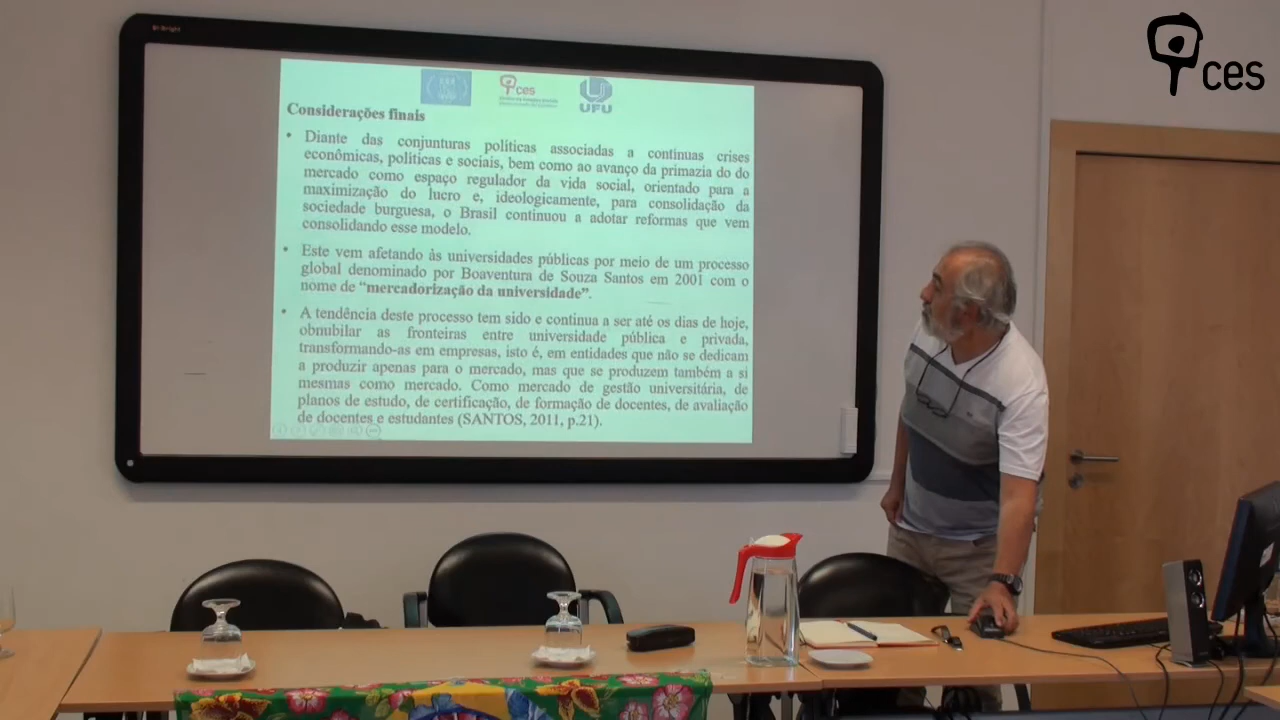 ces
ces
UFU
Considerações finais
• Diante das conjunturas políticas associadas a contínuas crises
econômicas, políticas e sociais, bem como ao avanço da primazia do do
mercado como espaço regulador da vida social, orientado para a
maximização do lucro e, ideologicamente, para consolidação da
sociedade burguesa, o Brasil continuou a adotar reformas que vem
consolidando esse modelo.
• Este vem afetando às universidades públicas por meio de um processo
global denominado por Boaventura de Souza Santos em 2001 com o
nome de “mercadorização da universidade”.
• A tendência deste processo tem sido e continua a ser até os dias de hoje,
obnubilar as fronteiras entre universidade pública e privada,
transformando-as em empresas, isto é, em entidades que não se dedicam
a produzir apenas para o mercado, mas que se produzem também a si
mesmas como mercado. Como mercado de gestão universitária, de
planos de estudo, de certificação, de formação de docentes, de avaliação
de docentes e estudantes (SANTOS, 2011, p.21).